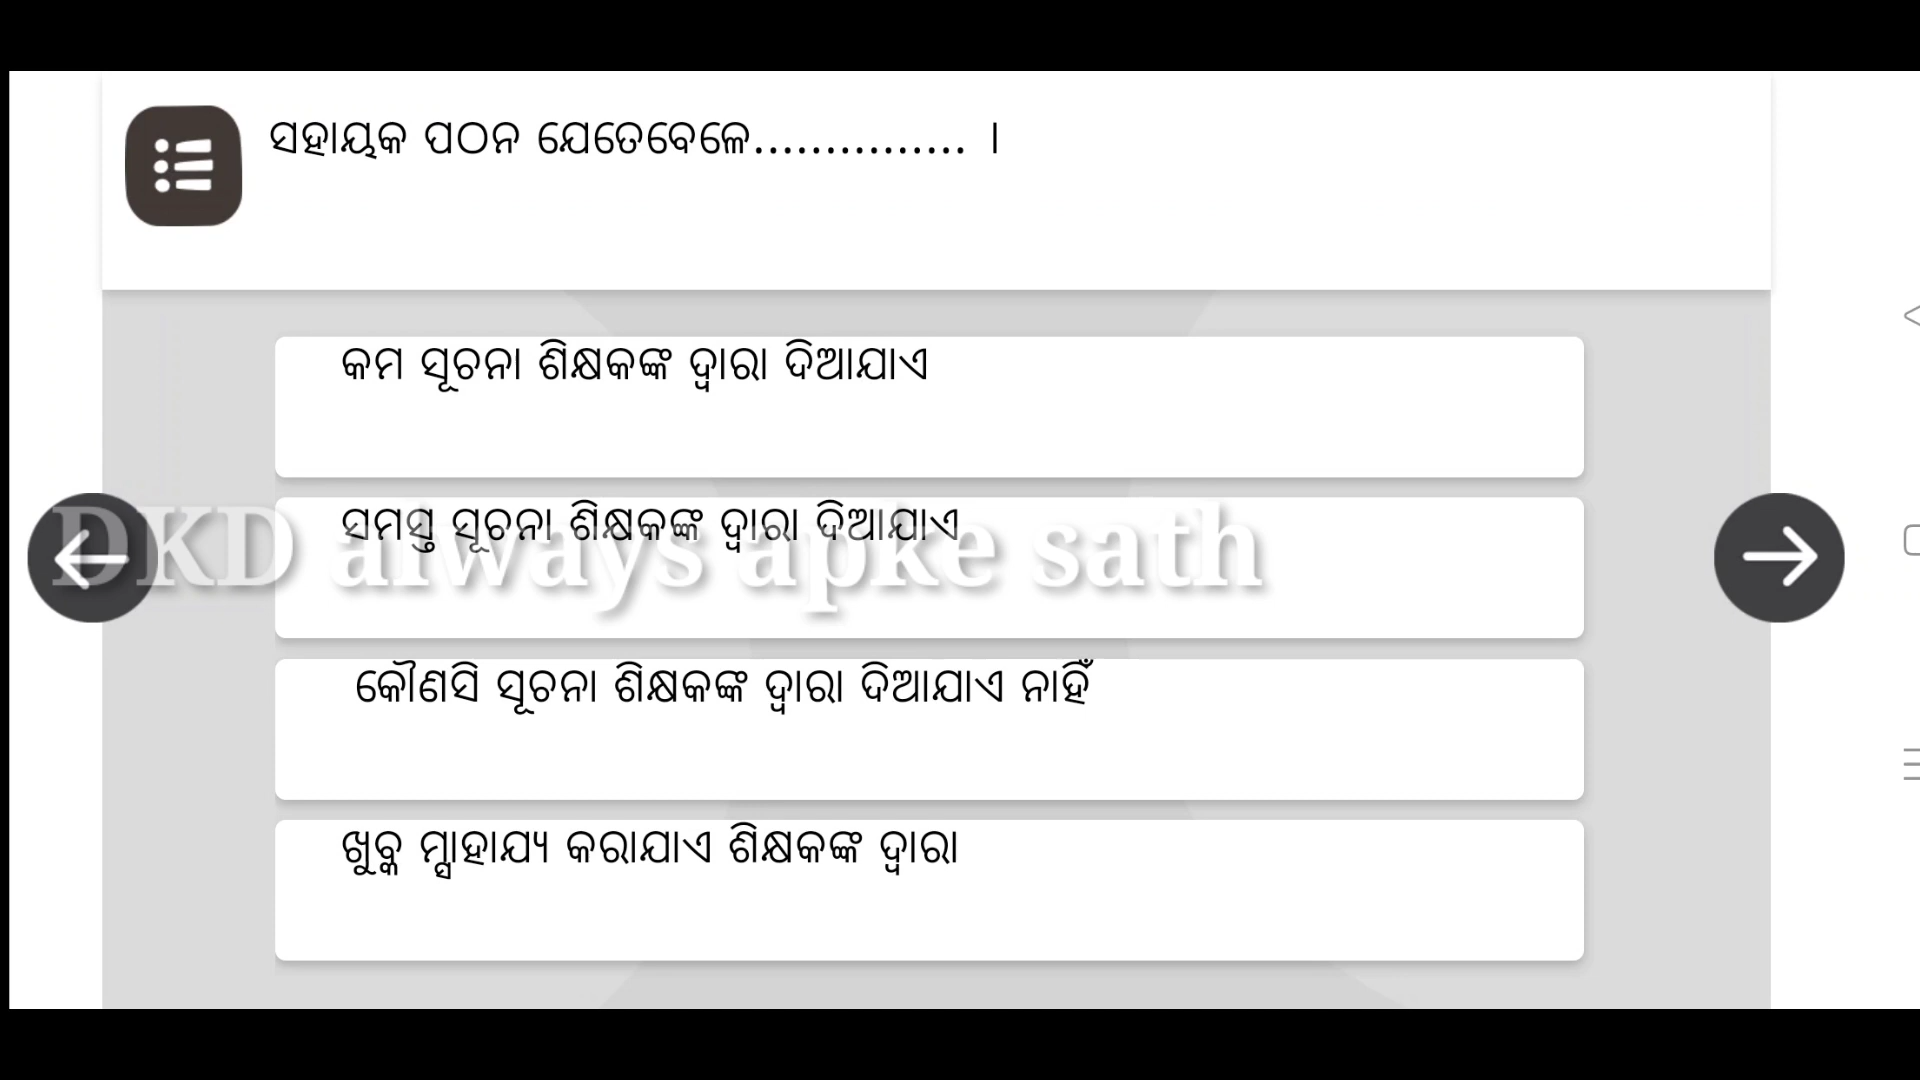 ସହାୟକ ପଠନ ଯେତେବେଳେ............... ।
କମ ସୂଚନା ଶିକ୍ଷକଙ୍କ ଦ୍ୱାରା ଦିଆଯାଏ
ସମସ୍ତ ସୂଚନା ଶିକ୍ଷକଙ୍କ ଦ୍ୱାରା ଦିଆଯାଏ
DKD always apke sath
କୌଣସି ସୂଚନା ଶିକ୍ଷକଙ୍କ ଦ୍ୱାରା ଦିଆଯାଏ ନାହିଁ
କରାଯାଏ ଶିକ୍ଷକଙ୍କ ଦ୍ୱାରା